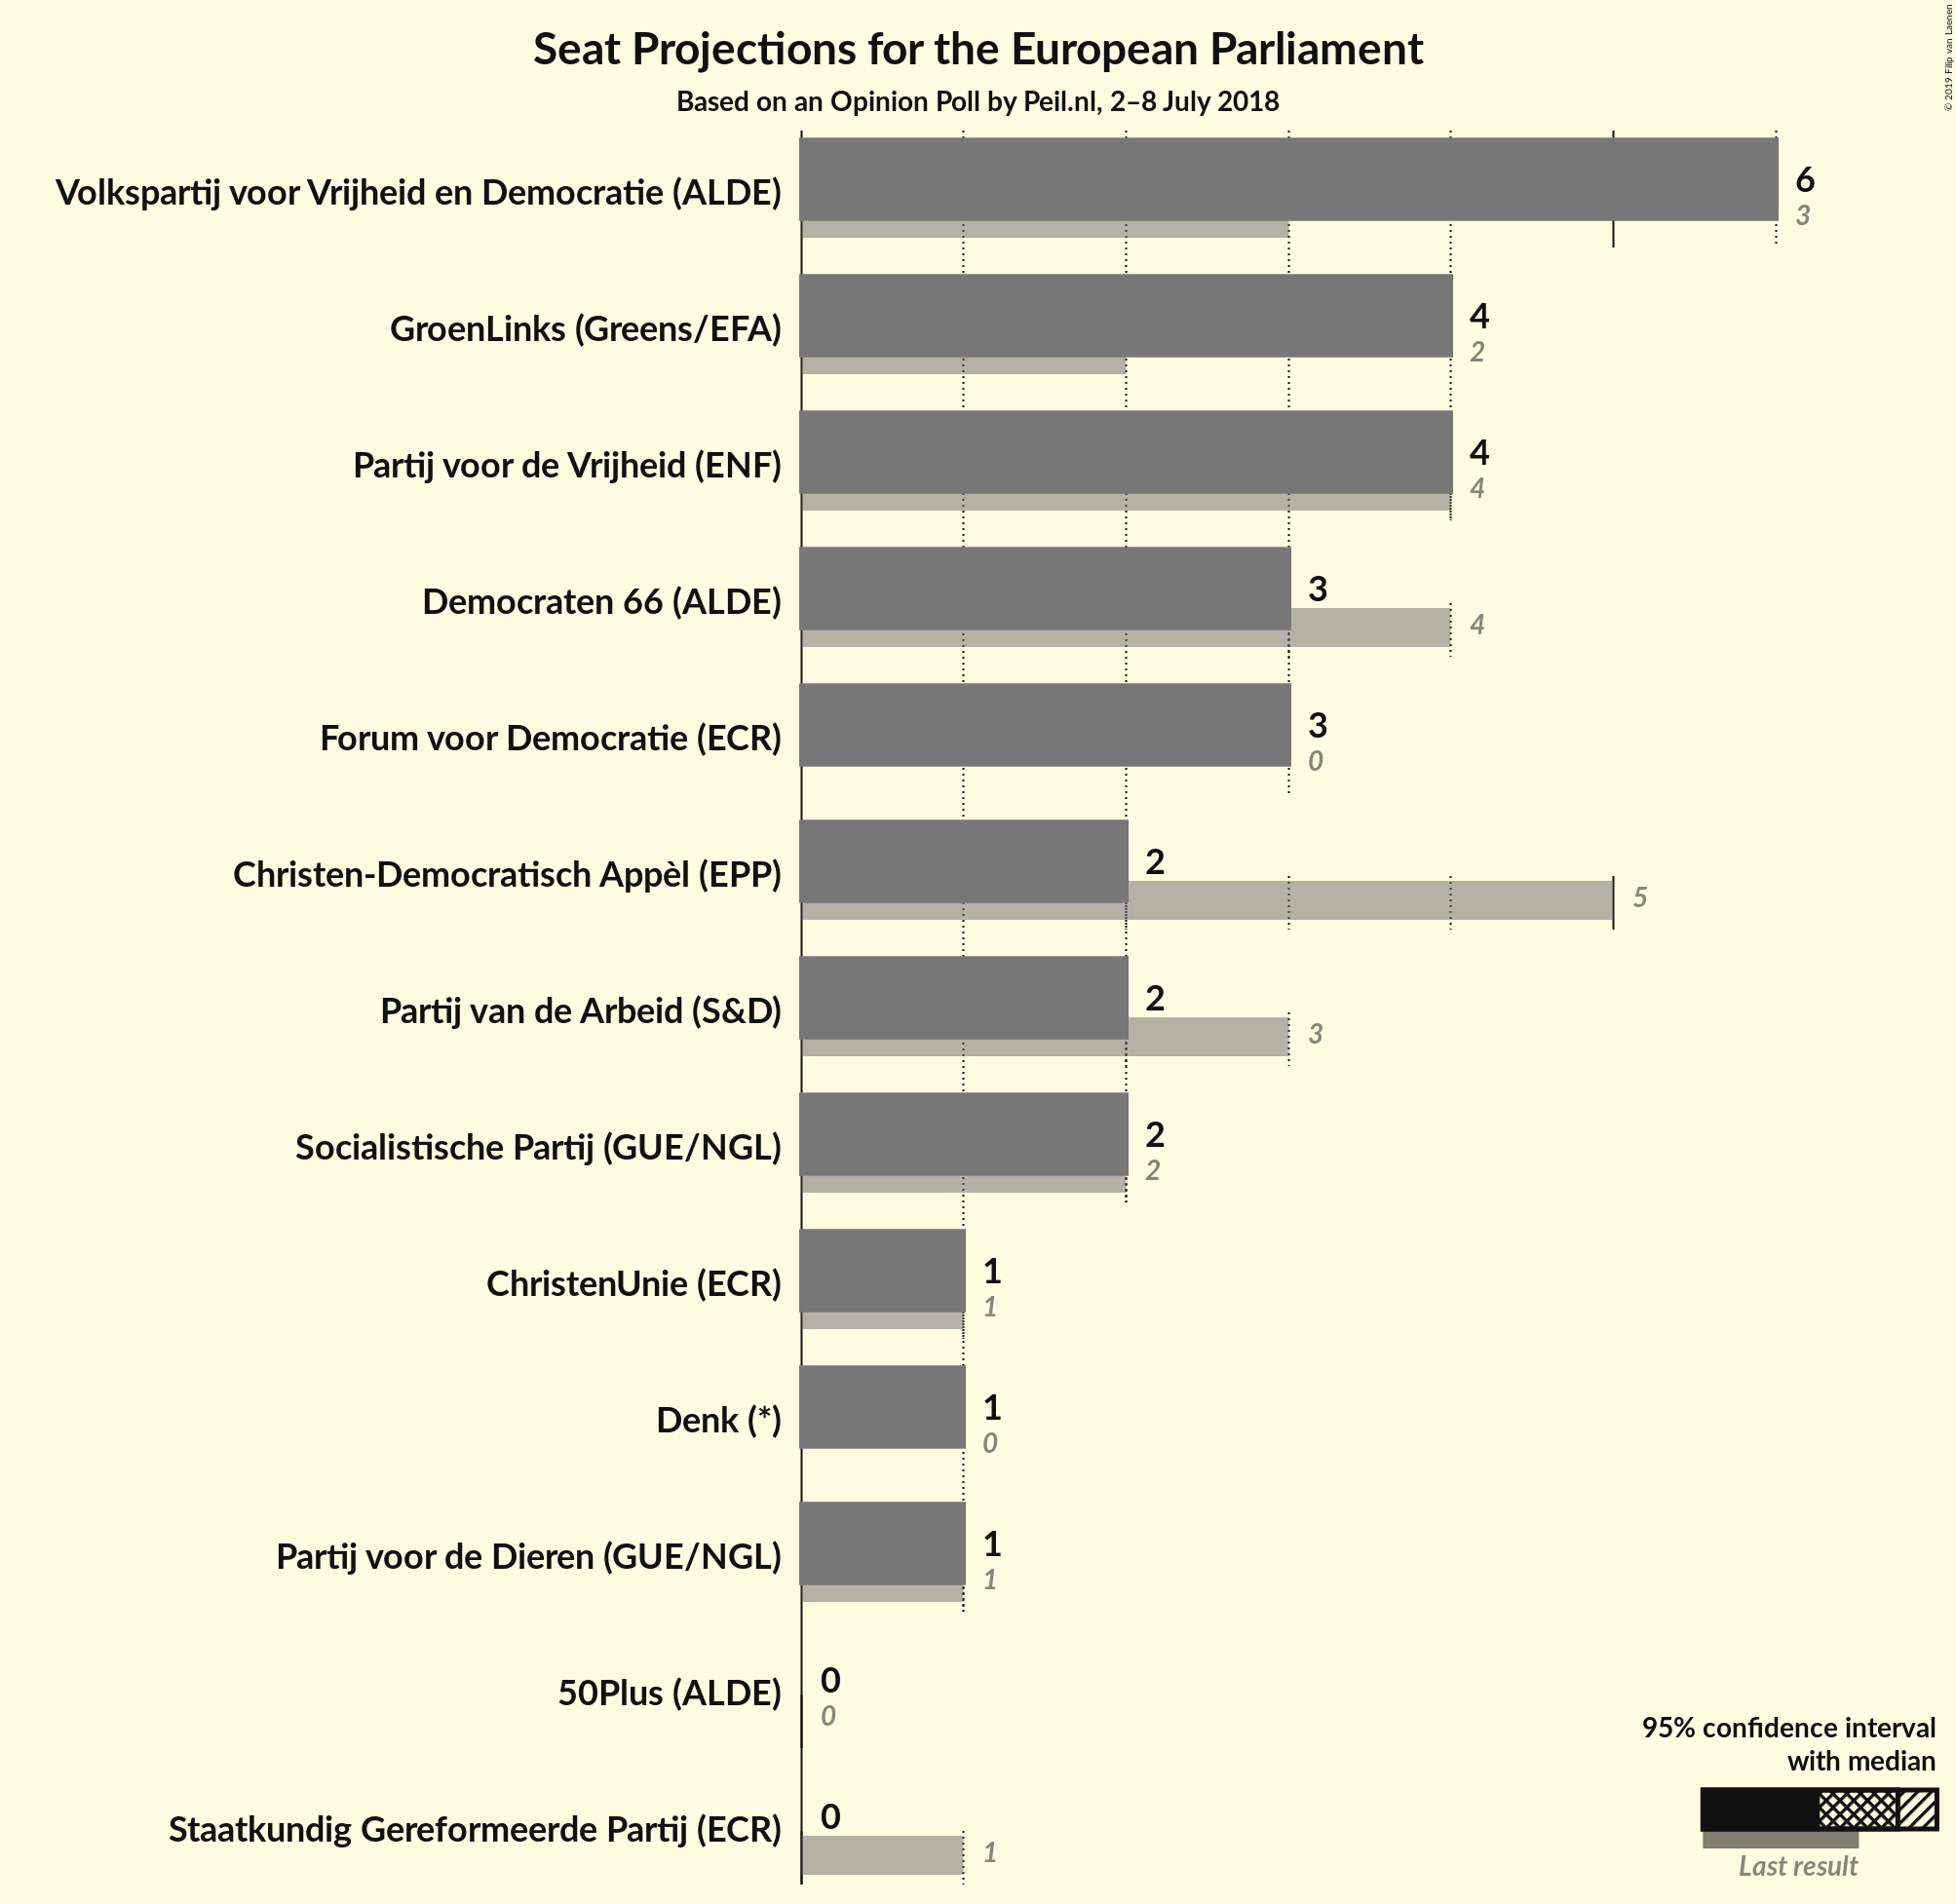 Seat Projections for the European Parliament
Based on an Opinion Poll by Peil.nl, 2–8 July 2018
© 2019 Filip van Laenen
Volkspartij voor Vrijheid en Democratie (ALDE)
6
3
GroenLinks (Greens/EFA)
4
2
Partij voor de Vrijheid (ENF)
4
4
Democraten 66 (ALDE)
3
4
Forum voor Democratie (ECR)
3
0
Christen-Democratisch Appèl (EPP)
2
5
Partij van de Arbeid (S&D)
2
3
Socialistische Partij (GUE/NGL)
2
2
ChristenUnie (ECR)
1
1
Denk (*)
1
0
Partij voor de Dieren (GUE/NGL)
1
1
50Plus (ALDE)
0
0
Staatkundig Gereformeerde Partij (ECR)
0
1
95% confidence interval
with median
Last result